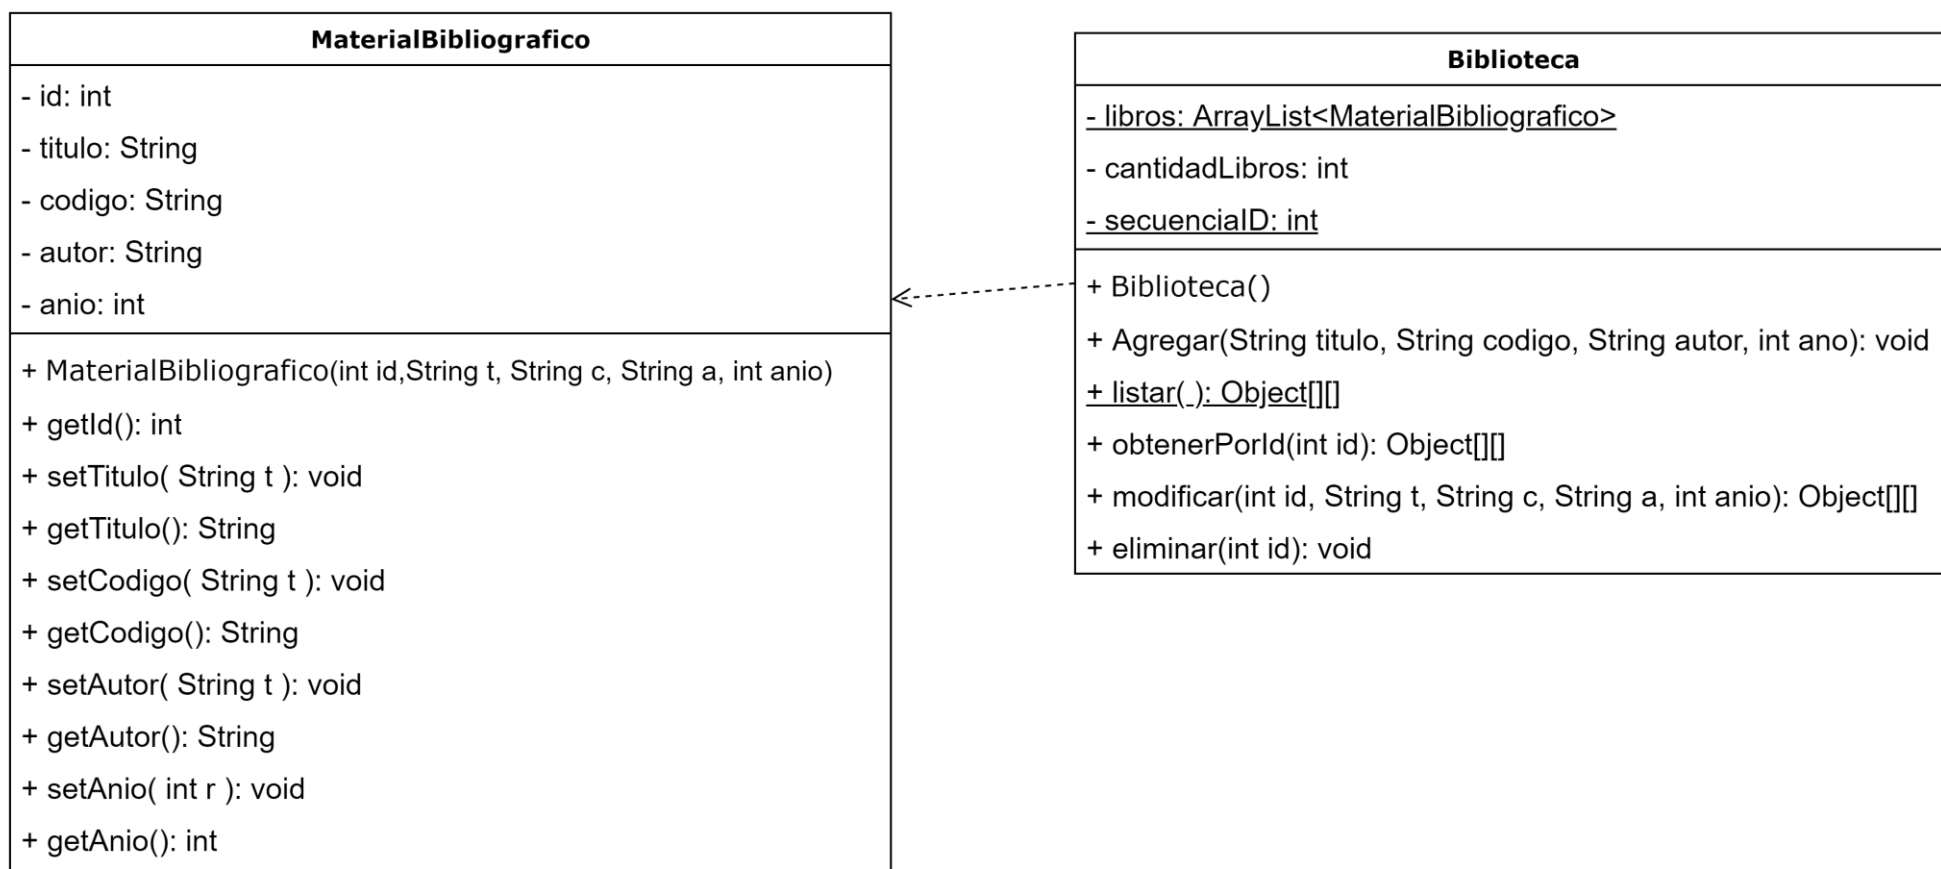 MaterialBibliografico
- id: int
- titulo: String
- codigo: String
- autor: String
- anio: int
+ MaterialBibliografico(int id,String t, String c, String a, int anio)
+ getId(): int
+ setTitulo( String t ): void
+ getTitulo(): String
+ setCodigo( String t ): void
+ getCodigo(): String
+ setAutor( String t ): void
+ getAutor(): String
+ setAnio( int r ): void
+ getAnio(): int
Biblioteca
- libros: ArrayList<MaterialBibliografico>
- cantidadLibros: int
- secuenciaID: int
+ Biblioteca()
+ Agregar(String titulo, String codigo, String autor, int ano): void
+ listar( ): Object[][]
+ obtenerPorId(int id): Object[][]
+ modificar(int id, String t, String c, String a, int anio): Object[][]
+ eliminar(int id): void